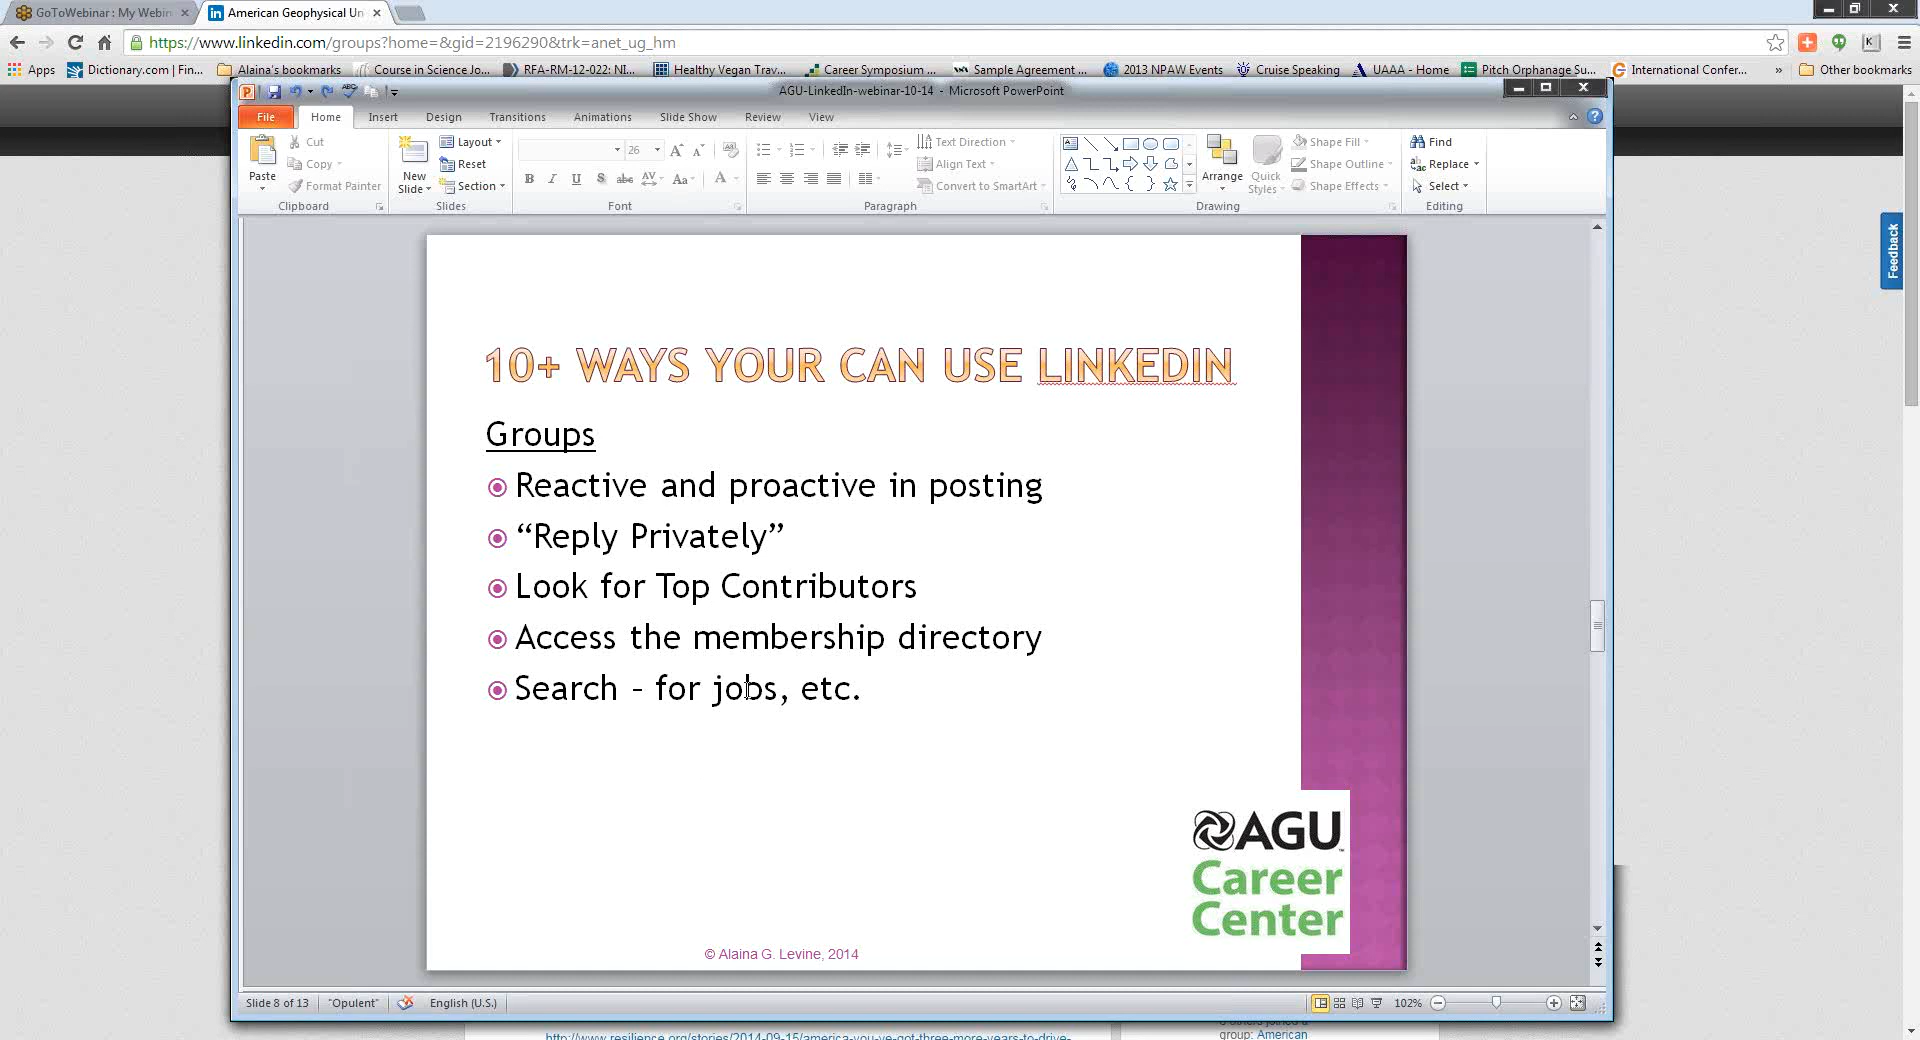 GoToWebinar : My Webin
American Geophysical Un
https://www.linkedin.com/groups?home=&gid=2196290&trk=anet_ug_hm
Apps Dictionary.com | Fin... Alaina's bookmarks Course in Science Jo... RFA-RM-12-022: NI... Healthy Vegan Trav... Career Symposium ... Sample Agreement ... 2013 NPAW Events Cruise Speaking UAAA - Home Pitch Orphanage Su... International Confer... » Other bookmarks
AGU-LinkedIn-webinar-10-14 - Microsoft PowerPoint
File Home Insert Design Transitions Animations Slide Show Review View
Paste
Cut
Copy
Format Painter
Clipboard
New Slide
Layout
Reset
Section
Slides
26
B I U S abc AV Aa A
Font
Text Direction
Align Text
Convert to SmartArt
Paragraph
Arrange
Quick Styles
Shape Fill
Shape Outline
Shape Effects
Drawing
Find
Replace
Select
Editing
Feedback
10+ WAYS YOUR CAN USE LINKEDIN
Groups
Reactive and proactive in posting
“Reply Privately”
Look for Top Contributors
Access the membership directory
Search – for jobs, etc.
AGU
Career
Center
© Alaina G. Levine, 2014
Slide 8 of 13 "Opulent" English (U.S.) 102%
http://www.resilience.org/stories/2014-09-15/america-you-ve-got-three-more-years-to-drive-
group: American